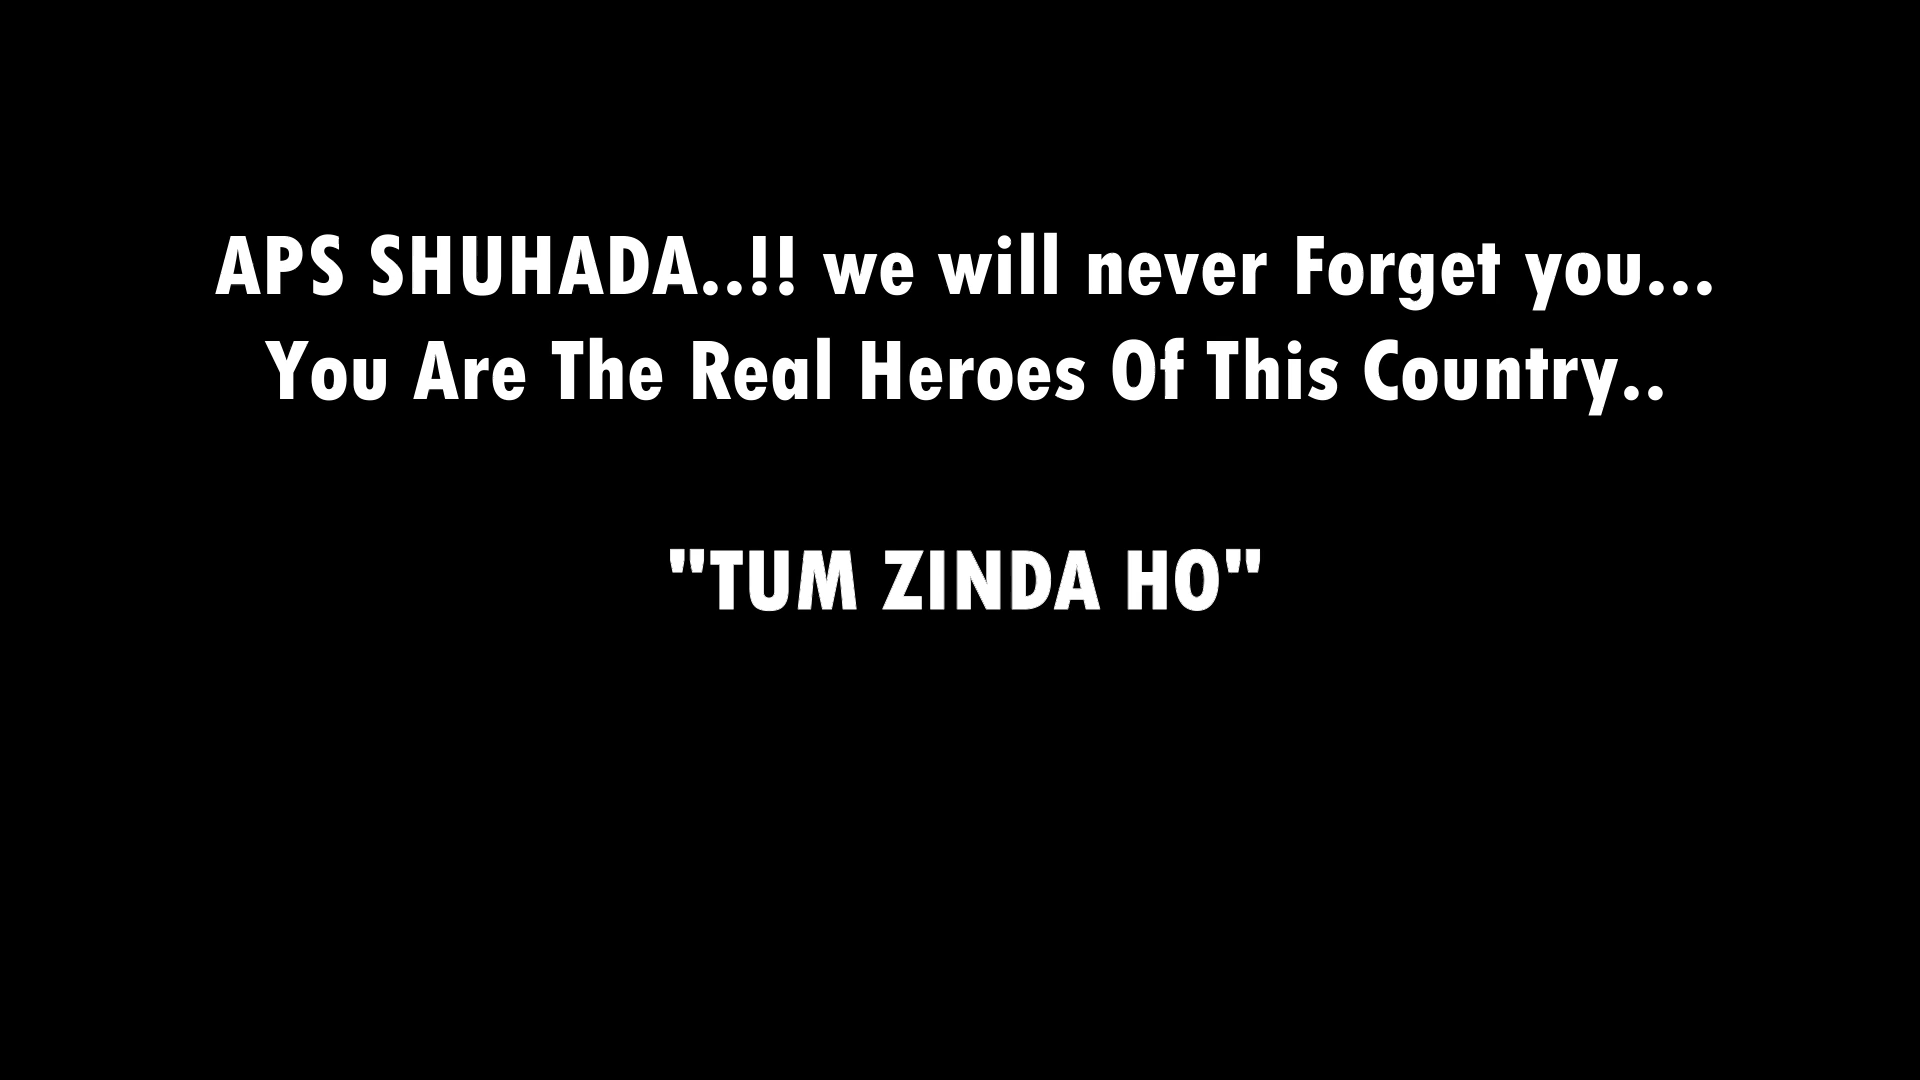 APS SHUHADA..!! we will never Forget you...
You Are The Real Heroes Of This Country..
"TUM ZINDA HO"